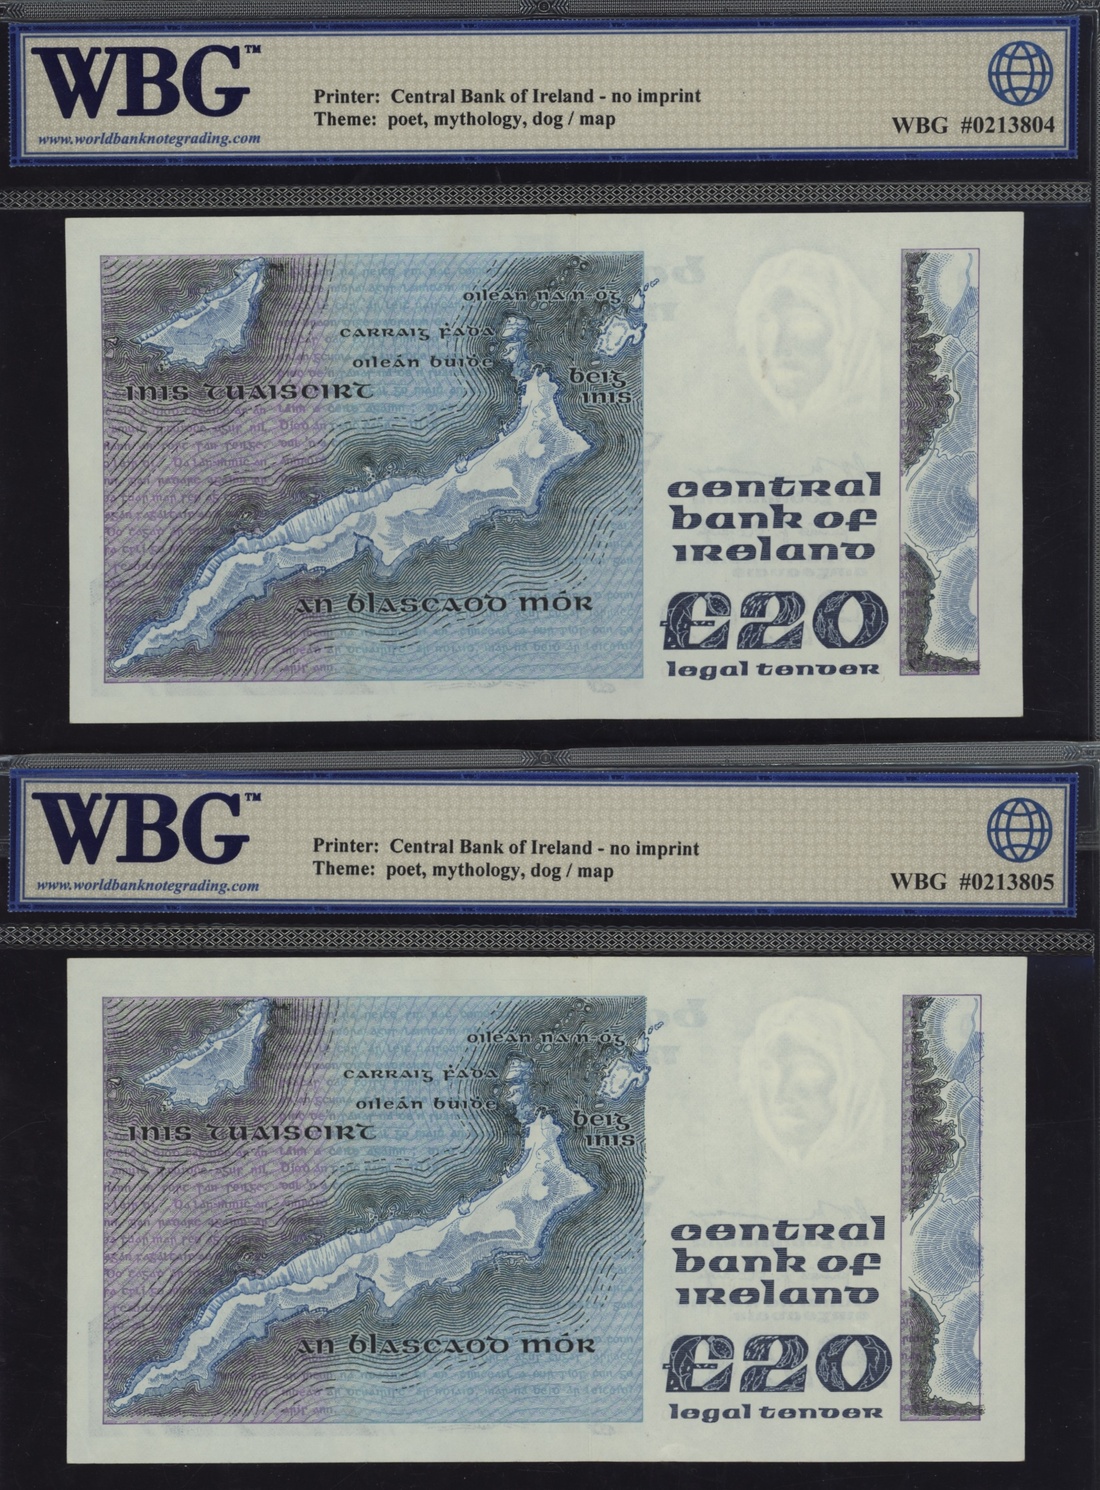 WBG™
www.worldbanknotegrading.com
Printer: Central Bank of Ireland - no imprint
Theme: poet, mythology, dog / map
WBG #0213804
oileán na n-óg
carraig fada
oileán buide
beig
inis
inis tuaisceirt
an blascaod mór
central
bank of
ireland
£20
legal tender
WBG™
www.worldbanknotegrading.com
Printer: Central Bank of Ireland - no imprint
Theme: poet, mythology, dog / map
WBG #0213805
oileán na n-óg
carraig fada
oileán buide
beig
inis
inis tuaisceirt
an blascaod mór
central
bank of
ireland
£20
legal tender